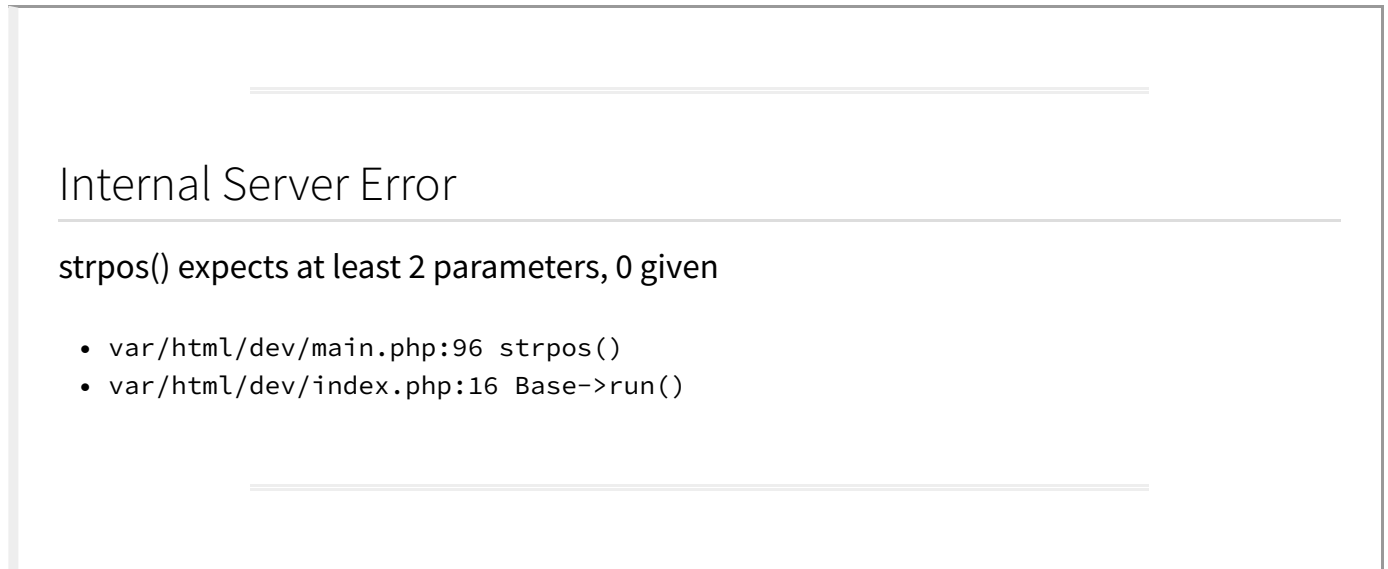 Internal Server Error
strpos() expects at least 2 parameters, 0 given
• var/html/dev/main.php:96 strpos()
• var/html/dev/index.php:16 Base->run()